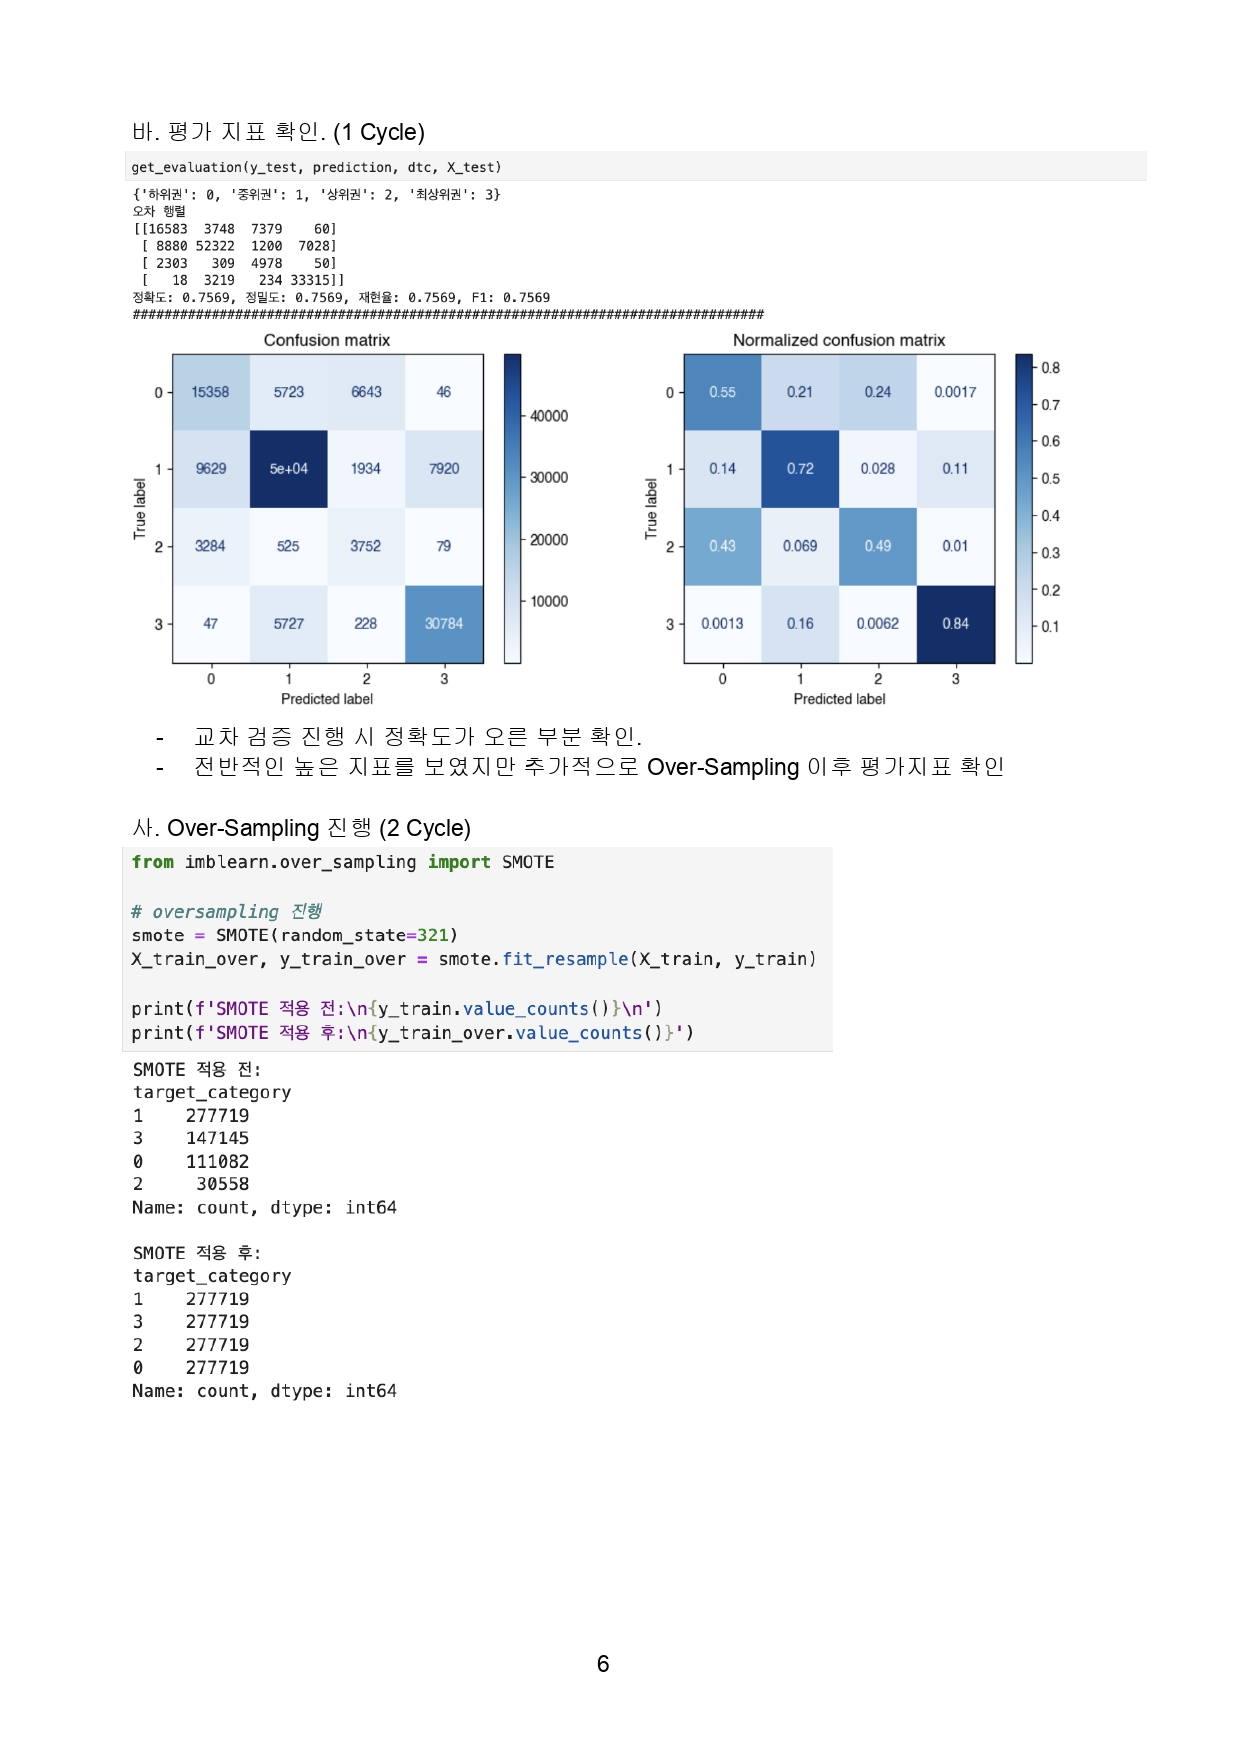 바. 평가 지표 확인. (1 Cycle)
get_evaluation(y_test, prediction, dtc, X_test)
{'하위권': 0, '중위권': 1, '상위권': 2, '최상위권': 3}
오차 행렬
[[16583  3748  7379    60]
 [ 8880 52322  1200  7028]
 [ 2303   309  4978    50]
 [   18  3219   234 33315]]
정확도: 0.7569, 정밀도: 0.7569, 재현율: 0.7569, F1: 0.7569
################################################################################
Confusion matrix
0 15358 5723 6643 46
1 9629 5e+04 1934 7920
2 3284 525 3752 79
3 47 5727 228 30784
0 1 2 3
Predicted label
True label
40000
30000
20000
10000
Normalized confusion matrix
0 0.55 0.21 0.24 0.0017
1 0.14 0.72 0.028 0.11
2 0.43 0.069 0.49 0.01
3 0.0013 0.16 0.0062 0.84
0 1 2 3
Predicted label
True label
0.8
0.7
0.6
0.5
0.4
0.3
0.2
0.1
- 교차 검증 진행 시 정확도가 오른 부분 확인.
- 전반적인 높은 지표를 보였지만 추가적으로 Over-Sampling 이후 평가지표 확인
사. Over-Sampling 진행 (2 Cycle)
from imblearn.over_sampling import SMOTE
# oversampling 진행
smote = SMOTE(random_state=321)
X_train_over, y_train_over = smote.fit_resample(X_train, y_train)
print(f'SMOTE 적용 전:\n{y_train.value_counts()}\n')
print(f'SMOTE 적용 후:\n{y_train_over.value_counts()}')
SMOTE 적용 전:
target_category
1    277719
3    147145
0    111082
2     30558
Name: count, dtype: int64
SMOTE 적용 후:
target_category
1    277719
3    277719
2    277719
0    277719
Name: count, dtype: int64
6